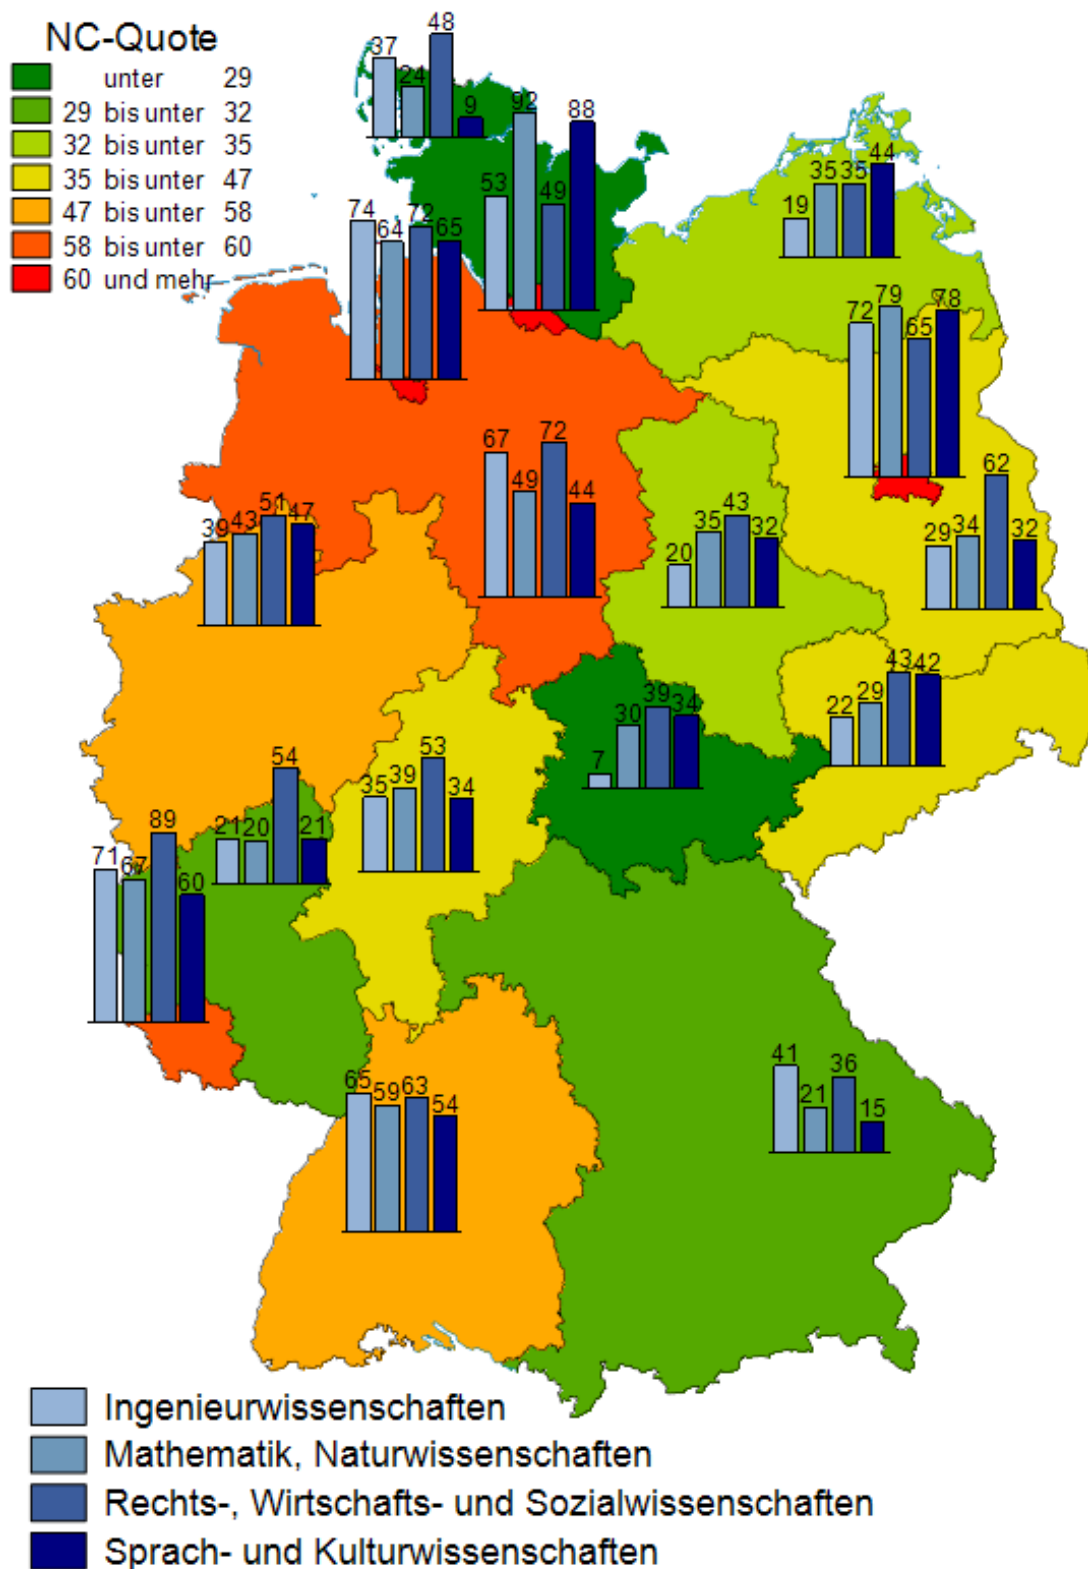 NC-Quote
unter 29
29 bis unter 32
32 bis unter 35
35 bis unter 47
47 bis unter 58
58 bis unter 60
60 und mehr
37 24 48 9
53 92 49 88
74 64 72 65
19 35 35 44
72 79 65 78
67 49 72 44
39 43 51 47
20 35 43 32
29 34 62 32
22 29 43 42
7 30 39 34
35 39 53 34
21 20 54 21
71 67 89 60
65 59 63 54
41 21 36 15
Ingenieurwissenschaften
Mathematik, Naturwissenschaften
Rechts-, Wirtschafts- und Sozialwissenschaften
Sprach- und Kulturwissenschaften